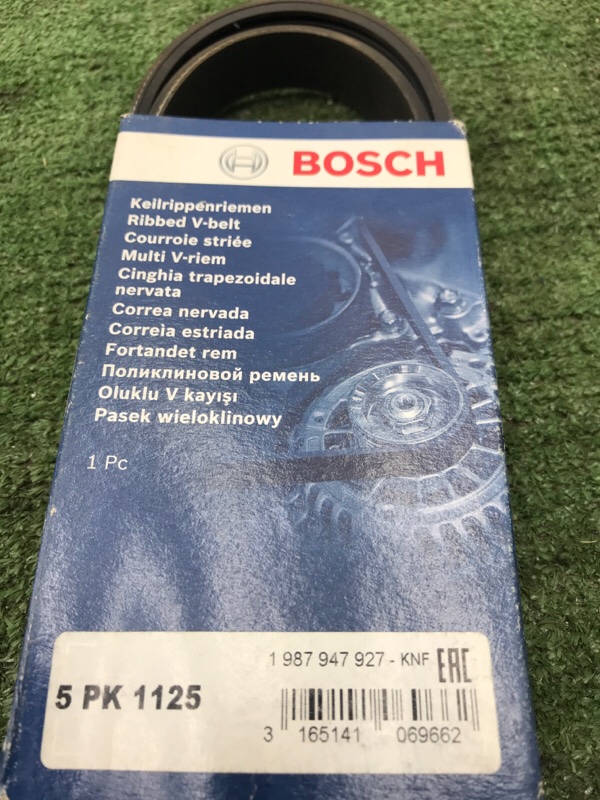 BOSCH
Keilrippenriemen
Ribbed V-belt
Courroie striée
Multi V-riem
Cinghia trapezoidale
nervata
Correa nervada
Correia estriada
Fortandet rem
Поликлиновой ремень
Oluklu V kayışı
Pasek wieloklinowy
1 Pc
1 987 947 927 - KNF EAC
5 PK 1125
3 165141 069662